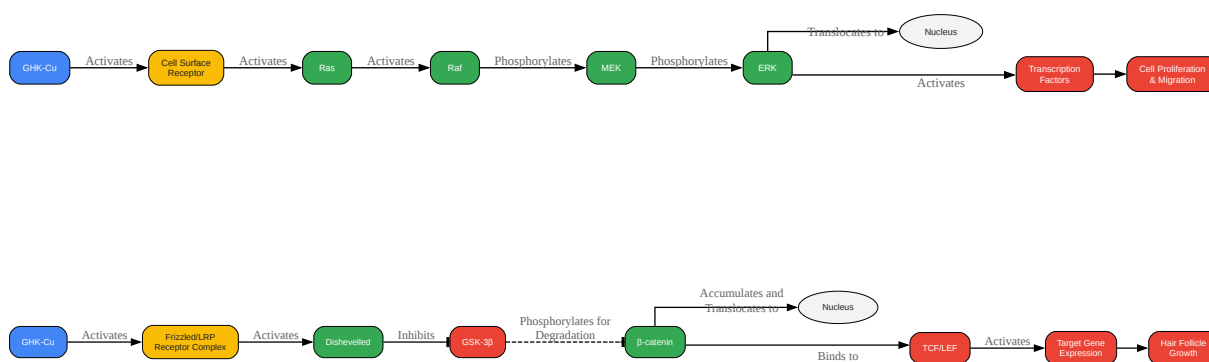 Translocates to
Nucleus
GHK-Cu
Activates
Cell Surface
Receptor
Activates
Ras
Activates
Raf
Phosphorylates
MEK
Phosphorylates
ERK
Activates
Transcription
Factors
Cell Proliferation
& Migration
Accumulates and
Translocates to
Nucleus
GHK-Cu
Activates
Frizzled/LRP
Receptor Complex
Activates
Dishevelled
Inhibits
GSK-3β
Phosphorylates for
Degradation
β-catenin
Binds to
TCF/LEF
Activates
Target Gene
Expression
Hair Follicle
Growth